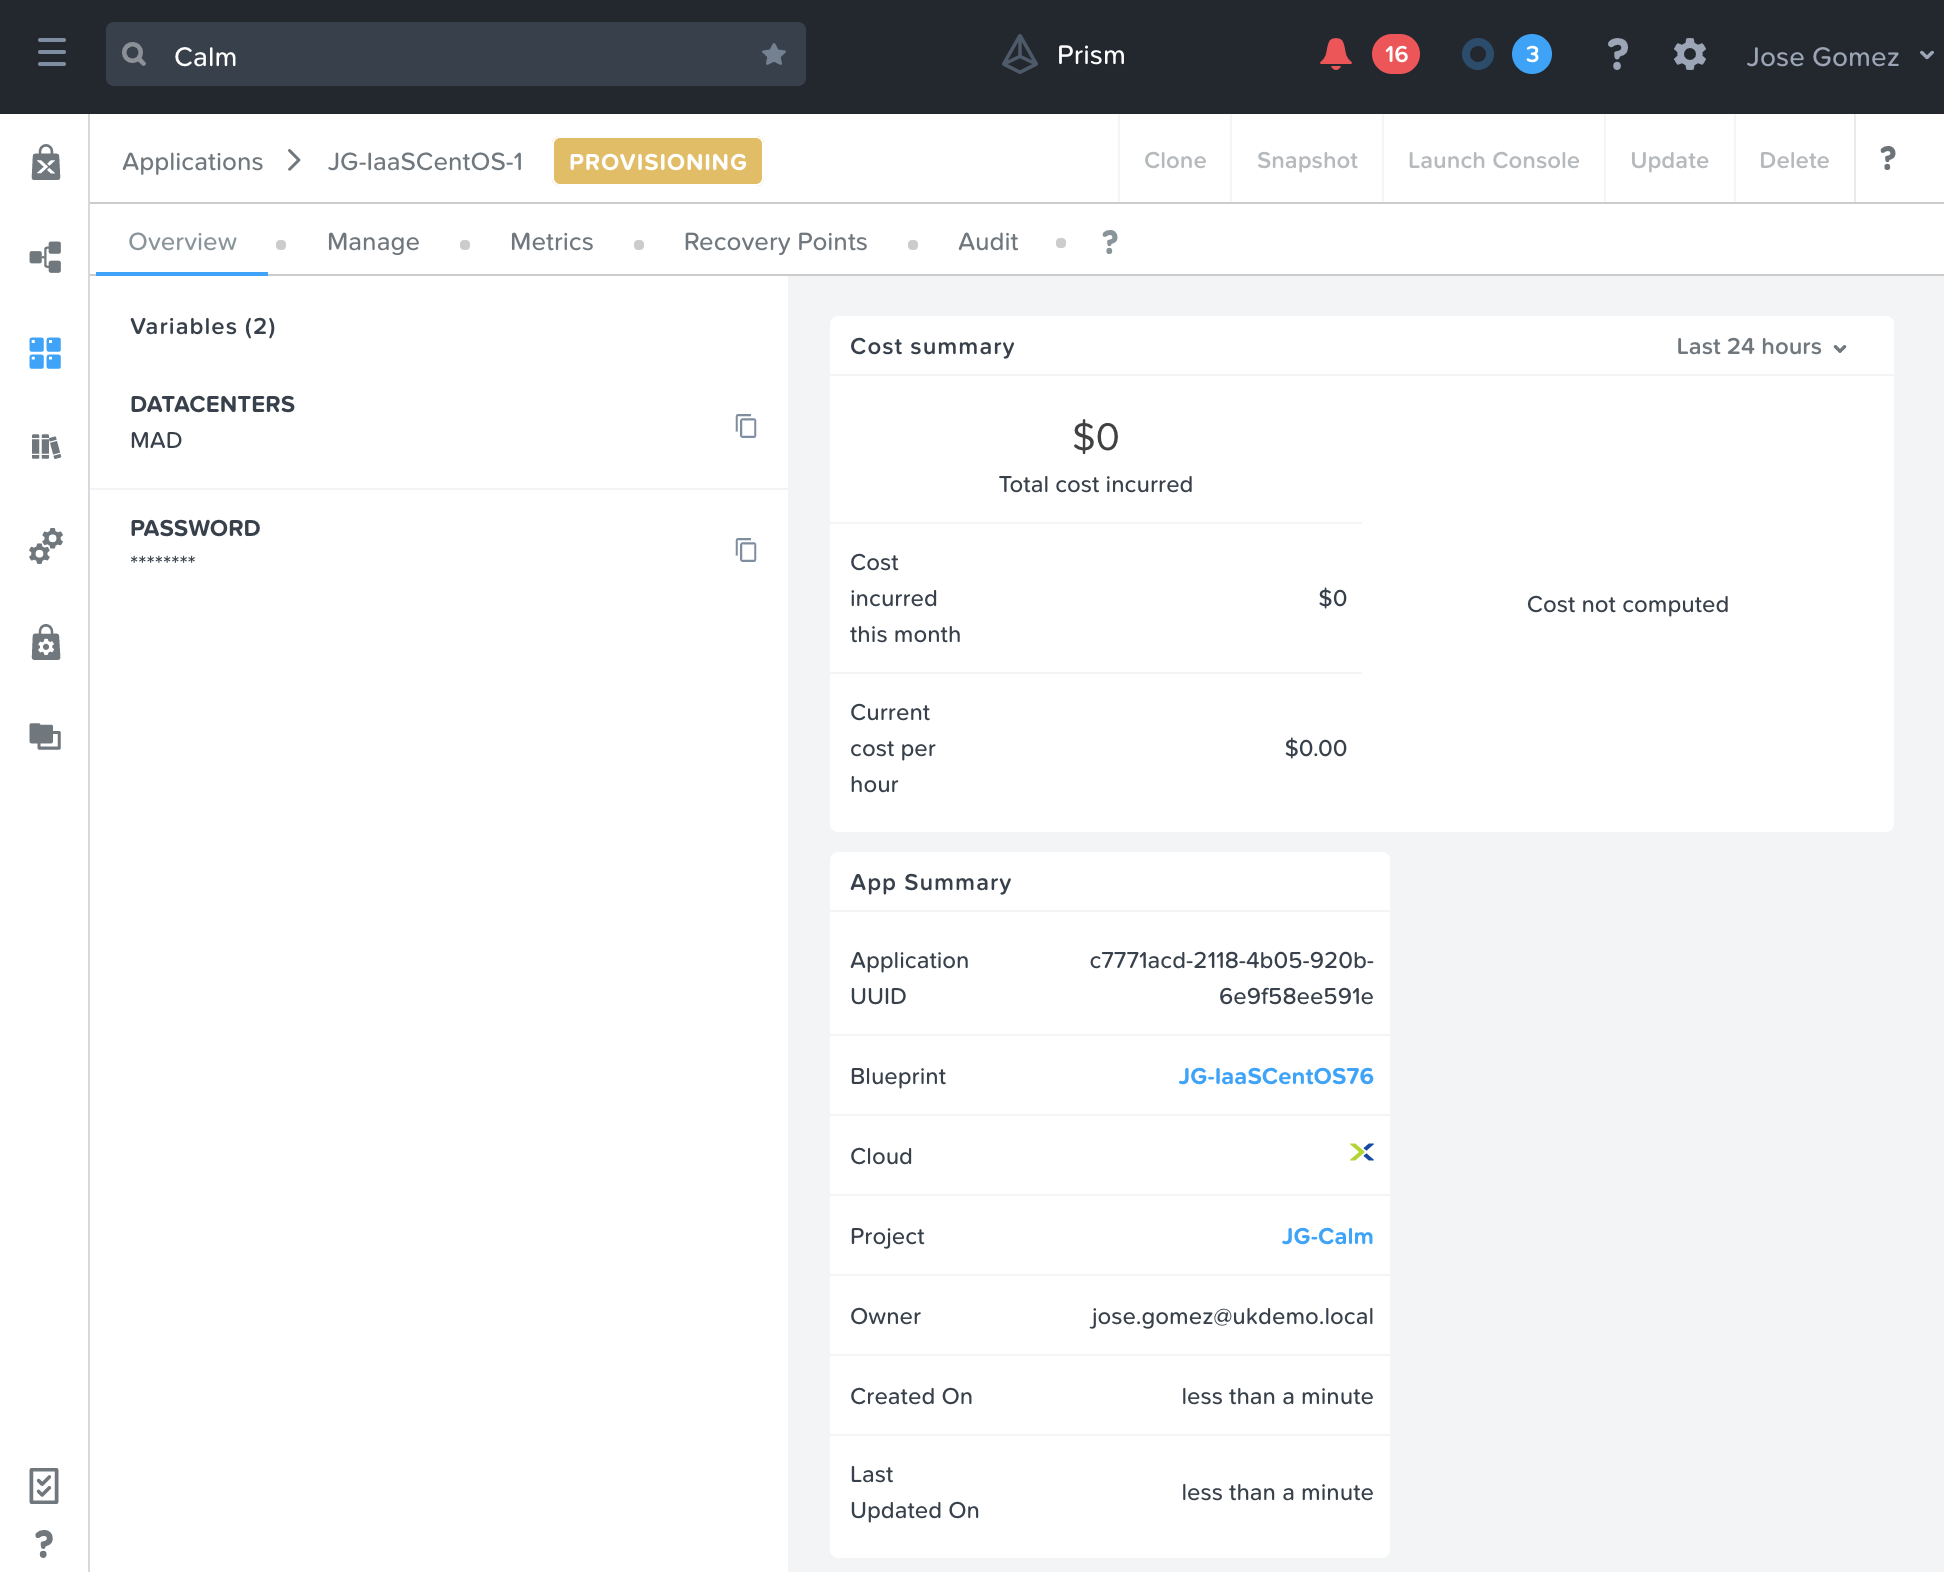 Calm
Prism
16
3
?
Jose Gomez
Applications
JG-IaaSCentOS-1
PROVISIONING
Clone
Snapshot
Launch Console
Update
Delete
?
Overview
Manage
Metrics
Recovery Points
Audit
?
Variables (2)
DATACENTERS
MAD
PASSWORD
********
Cost summary
Last 24 hours
$0
Total cost incurred
Cost
incurred
this month
$0
Current
cost per
hour
$0.00
Cost not computed
App Summary
Application
UUID
c7771acd-2118-4b05-920b-
6e9f58ee591e
Blueprint
JG-IaaSCentOS76
Cloud
Project
JG-Calm
Owner
jose.gomez@ukdemo.local
Created On
less than a minute
Last
Updated On
less than a minute
?